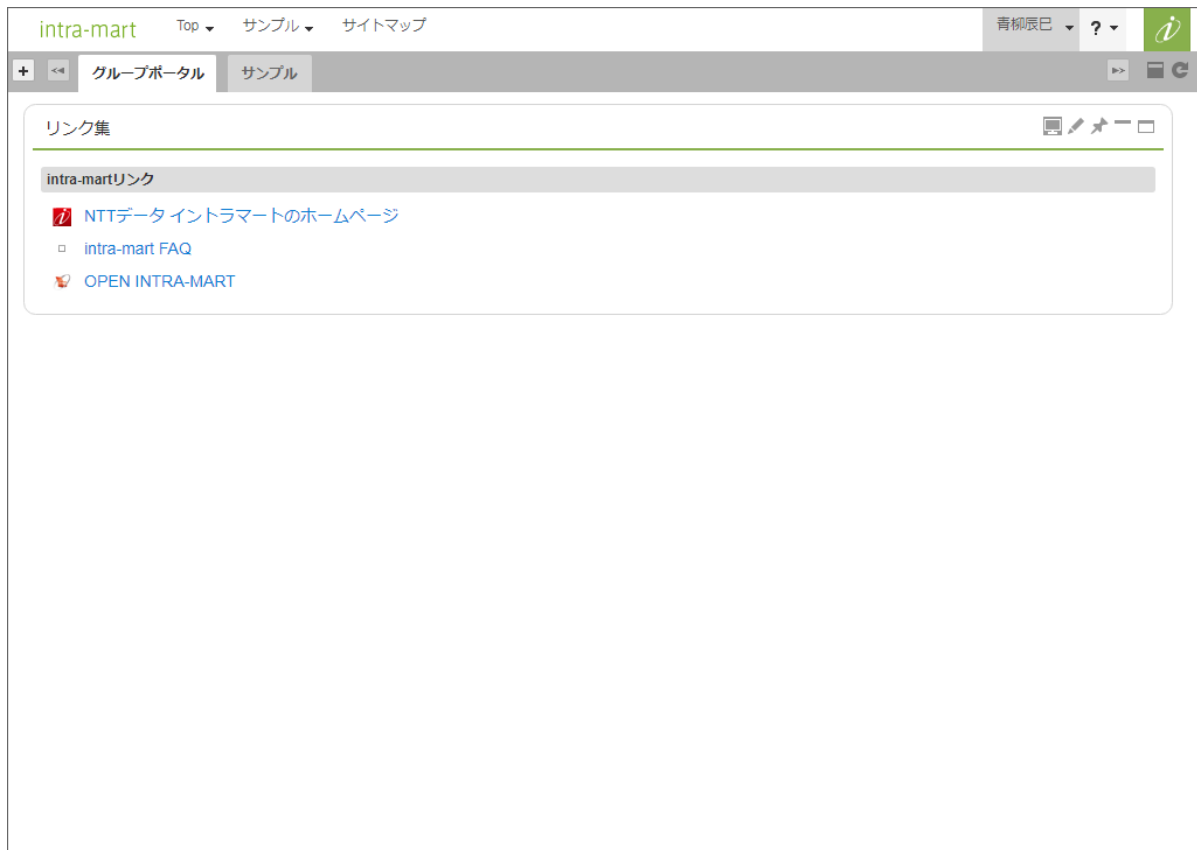 intra-mart Top サンプル サイトマップ 青柳辰巳 ?
グループポータル サンプル
リンク集
intra-martリンク
NTTデータ イントラマートのホームページ
intra-mart FAQ
OPEN INTRA-MART